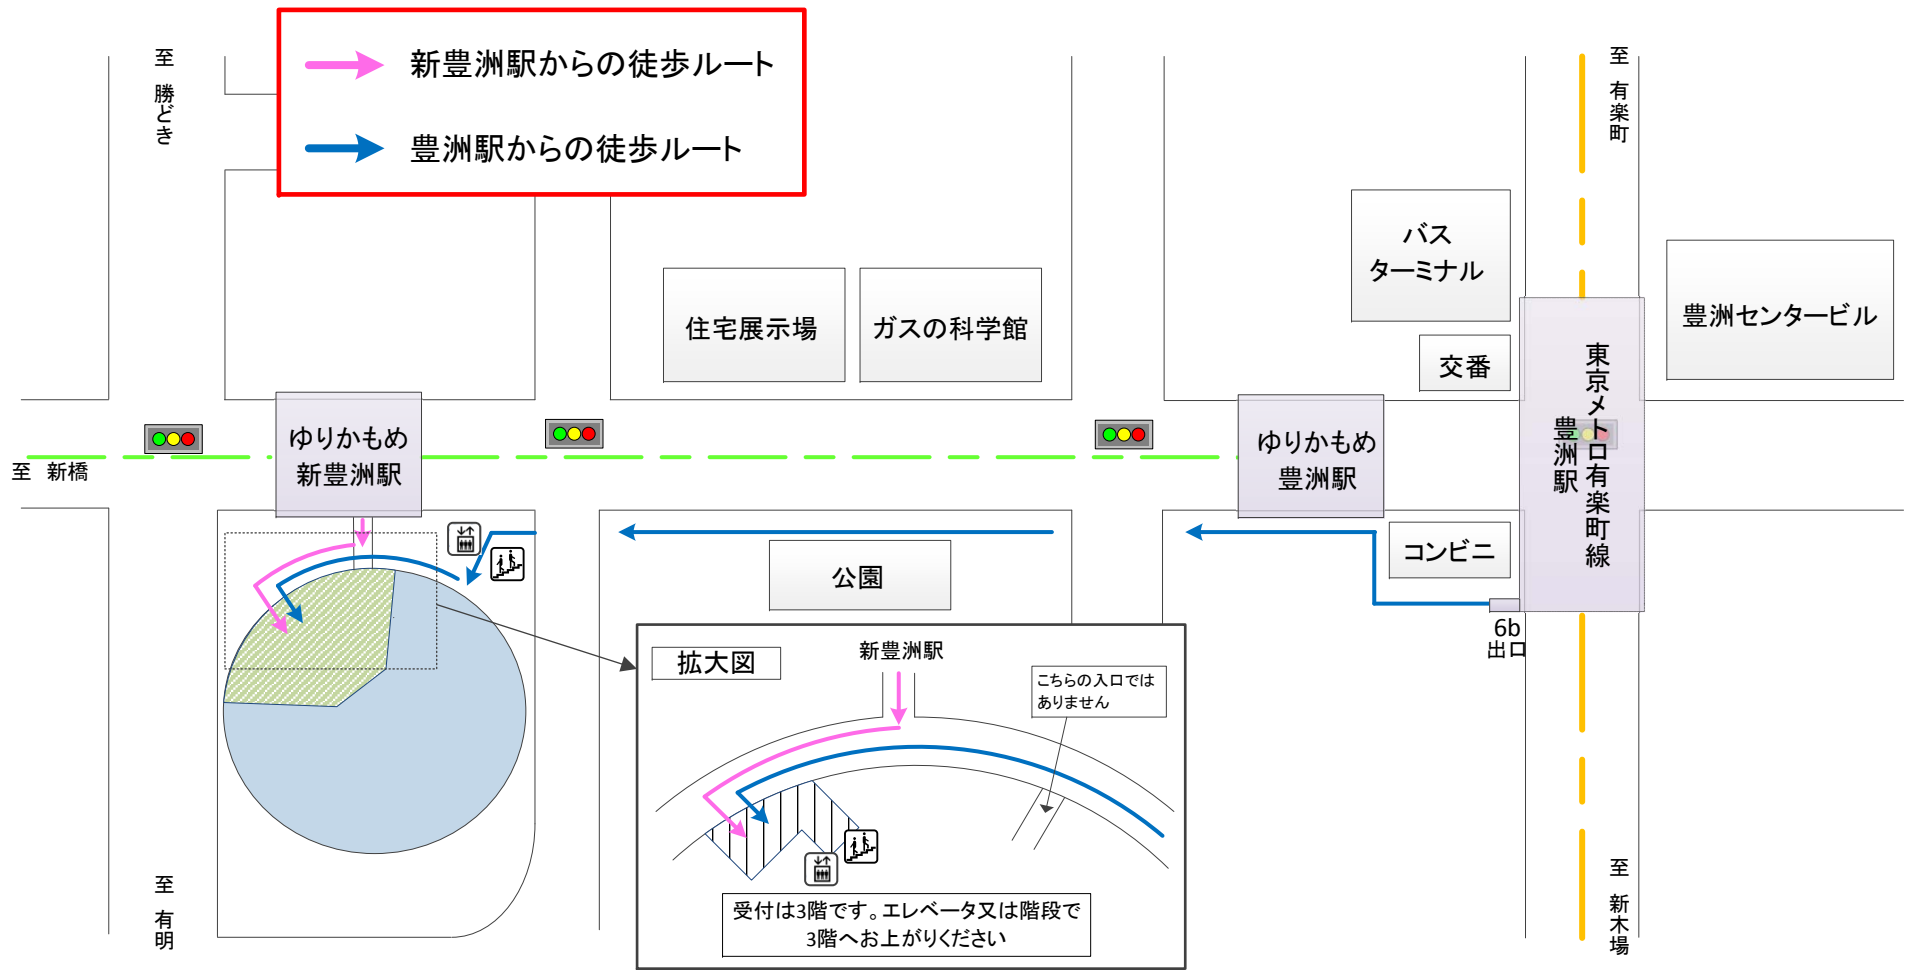 新豊洲駅からの徒歩ルート
豊洲駅からの徒歩ルート
至 勝どき
至 有楽町
バス
ターミナル
豊洲センタービル
住宅展示場
ガスの科学館
交番
東京メトロ有楽町線
豊洲駅
ゆりかもめ
新豊洲駅
ゆりかもめ
豊洲駅
至 新橋
コンビニ
公園
6b
出口
拡大図
新豊洲駅
こちらの入口では
ありません
受付は3階です。エレベータ又は階段で
3階へお上がりください
至 有明
至 新木場